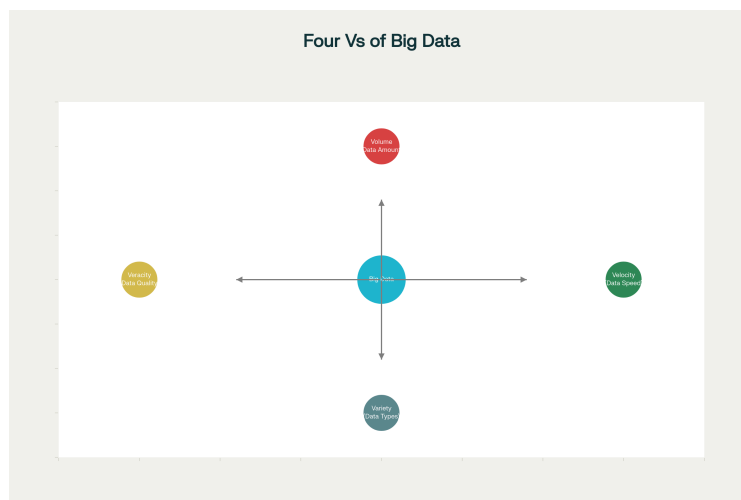 Four Vs of Big Data
Volume
(Data Amount)
Veracity
(Data Quality)
Big Data
Velocity
(Data Speed)
Variety
(Data Types)